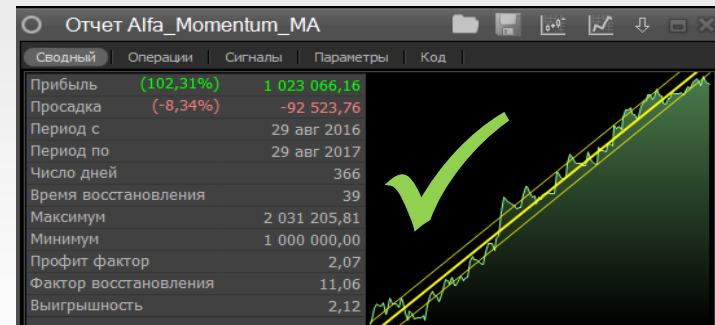 Отчет Alfa_Momentum_MA
Сводный Операции Сигналы Параметры Код
Прибыль (102,31%) 1 023 066,16
Просадка (-8,34%) -92 523,76
Период с 29 авг 2016
Период по 29 авг 2017
Число дней 366
Время восстановления 39
Максимум 2 031 205,81
Минимум 1 000 000,00
Профит фактор 2,07
Фактор восстановления 11,06
Выигрышность 2,12